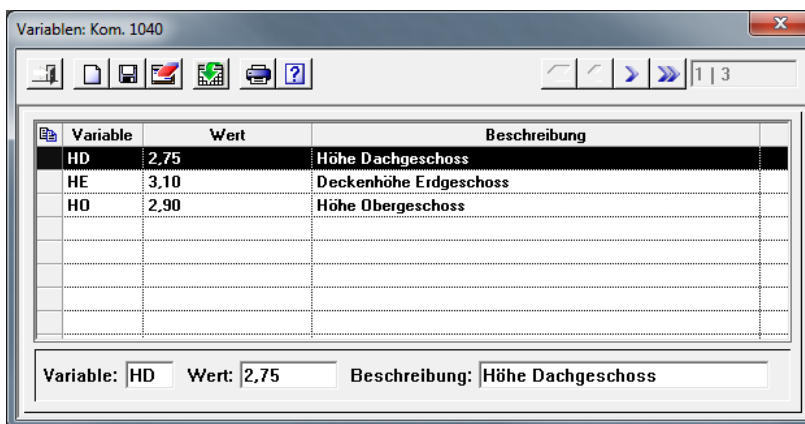 Variablen: Kom. 1040
1 | 3
Variable Wert Beschreibung
HD 2,75 Höhe Dachgeschoss
HE 3,10 Deckenhöhe Erdgeschoss
HO 2,90 Höhe Obergeschoss
Variable: HD Wert: 2,75 Beschreibung: Höhe Dachgeschoss